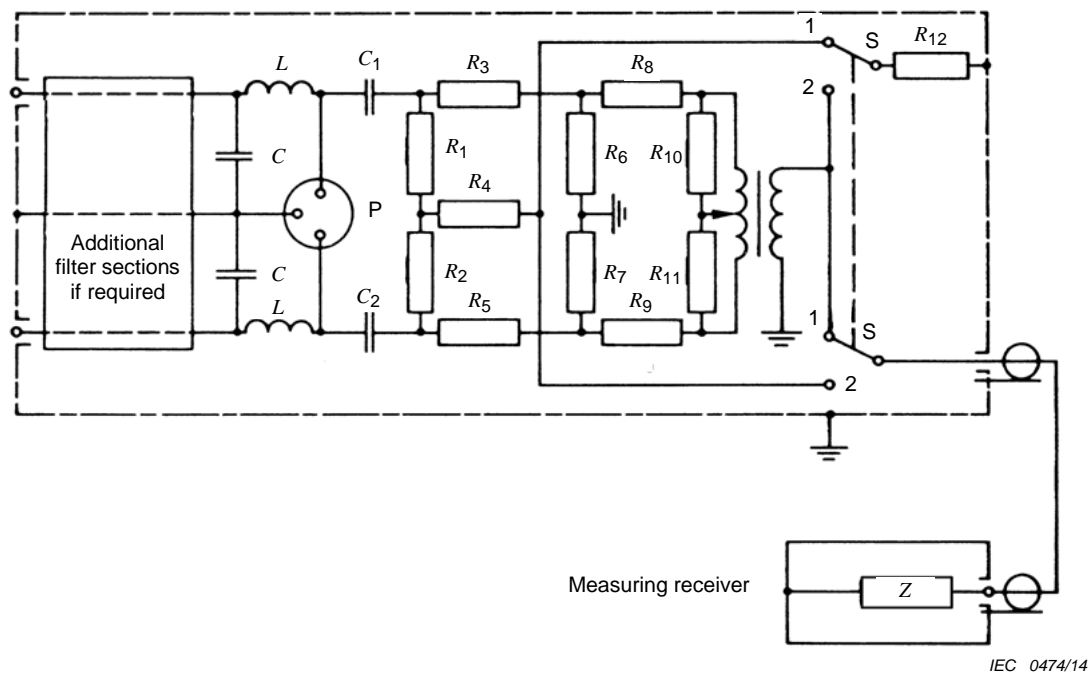 1
S
R12
L
C1
R3
R8
2
C
R1
R6
R10
R4
P
Additional
filter sections
if required
C
R2
R7
R11
L
C2
R5
R9
1
S
2
Measuring receiver
Z
IEC 0474/14